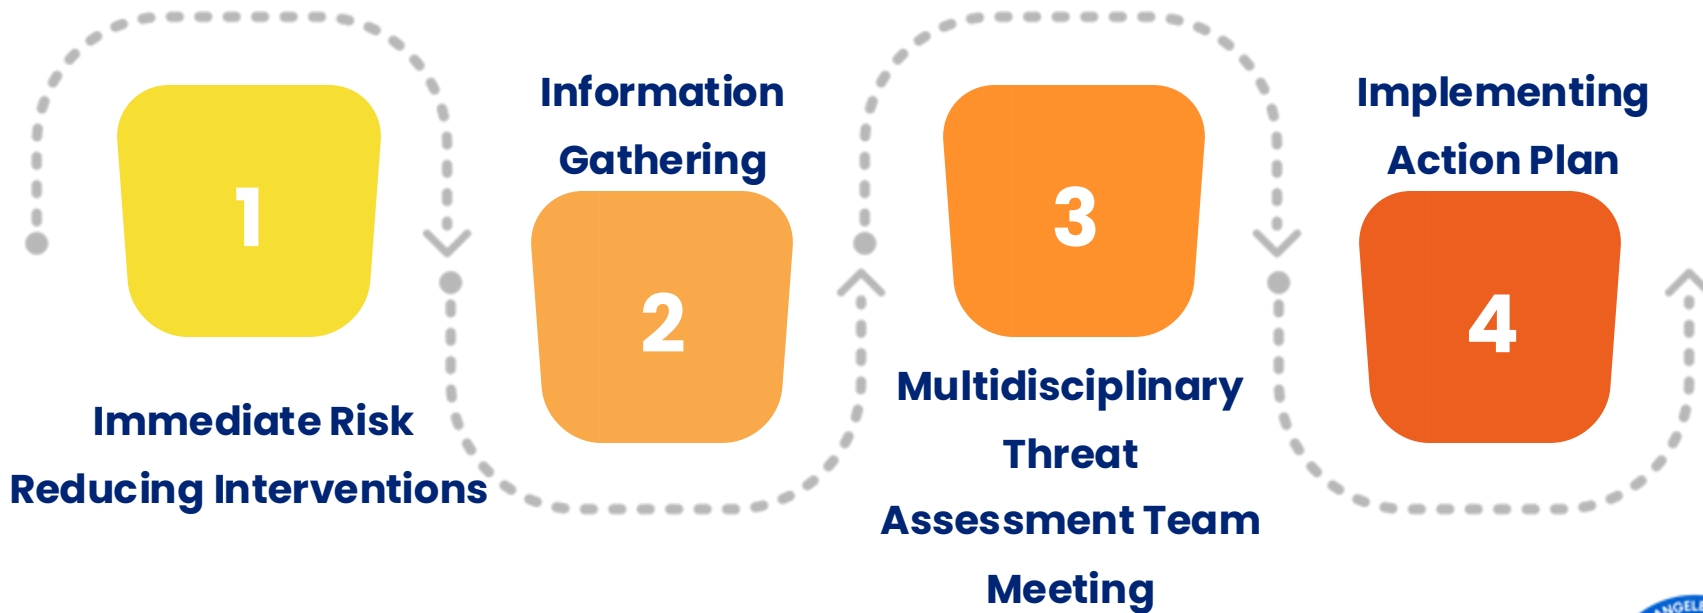 1
Immediate Risk
Reducing Interventions
Information
Gathering
2
3
Multidisciplinary
Threat
Assessment Team
Meeting
Implementing
Action Plan
4